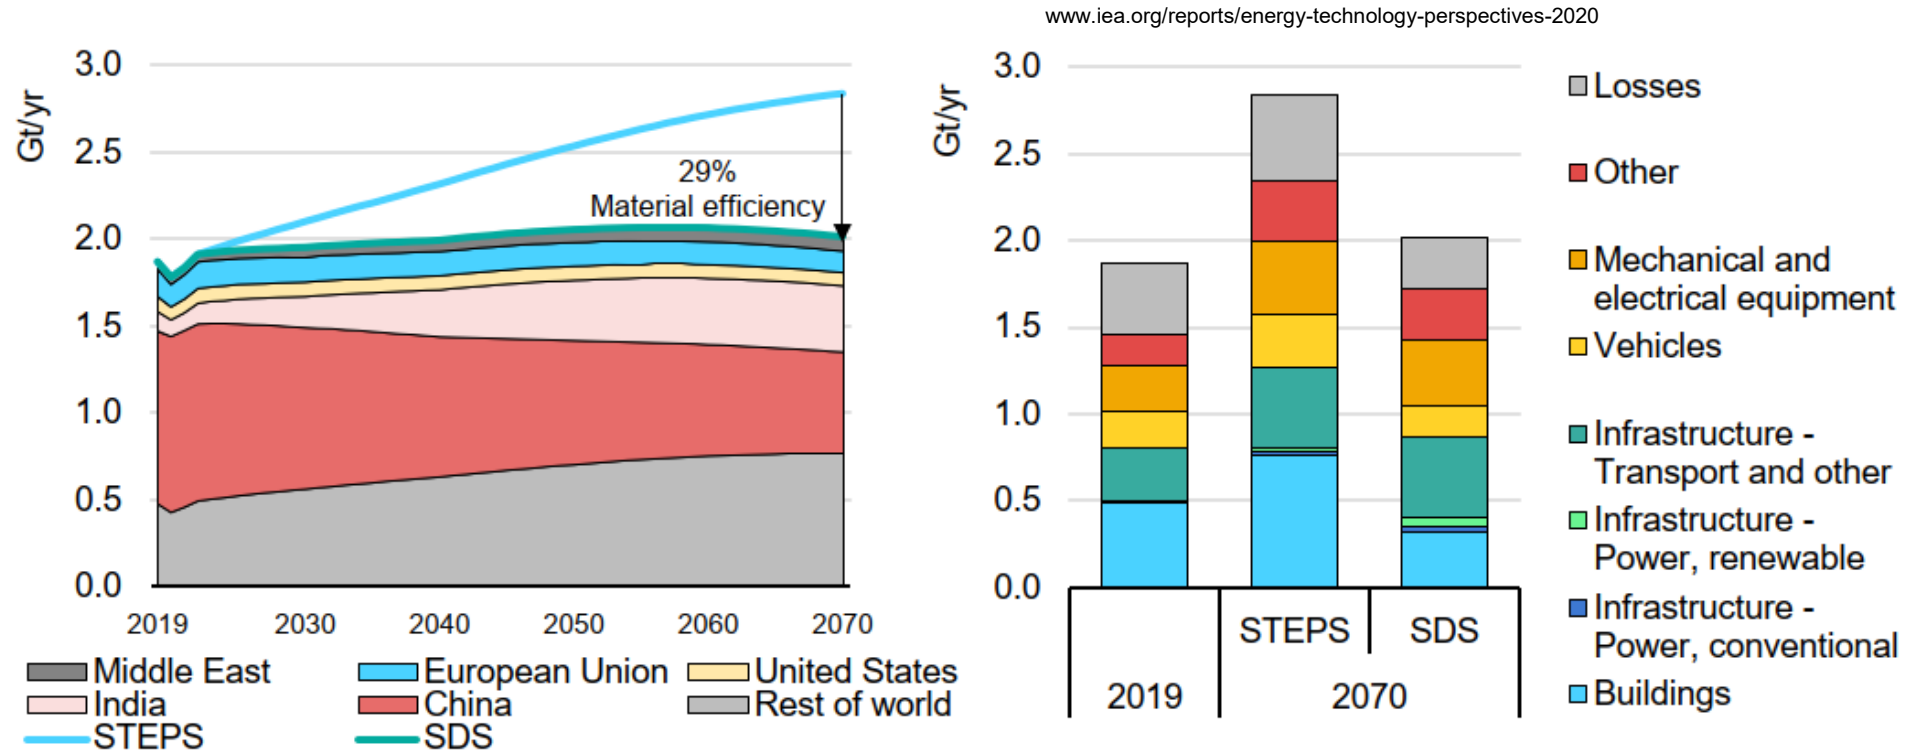 www.iea.org/reports/energy-technology-perspectives-2020
Gt/yr
3.0
2.5
2.0
1.5
1.0
0.5
0.0
29%
Material efficiency
2019 2030 2040 2050 2060 2070
Middle East European Union United States
India China Rest of world
STEPS SDS
Gt/yr
3.0
2.5
2.0
1.5
1.0
0.5
0.0
STEPS SDS
2019 2070
Losses
Other
Mechanical and
electrical equipment
Vehicles
Infrastructure -
Transport and other
Infrastructure -
Power, renewable
Infrastructure -
Power, conventional
Buildings